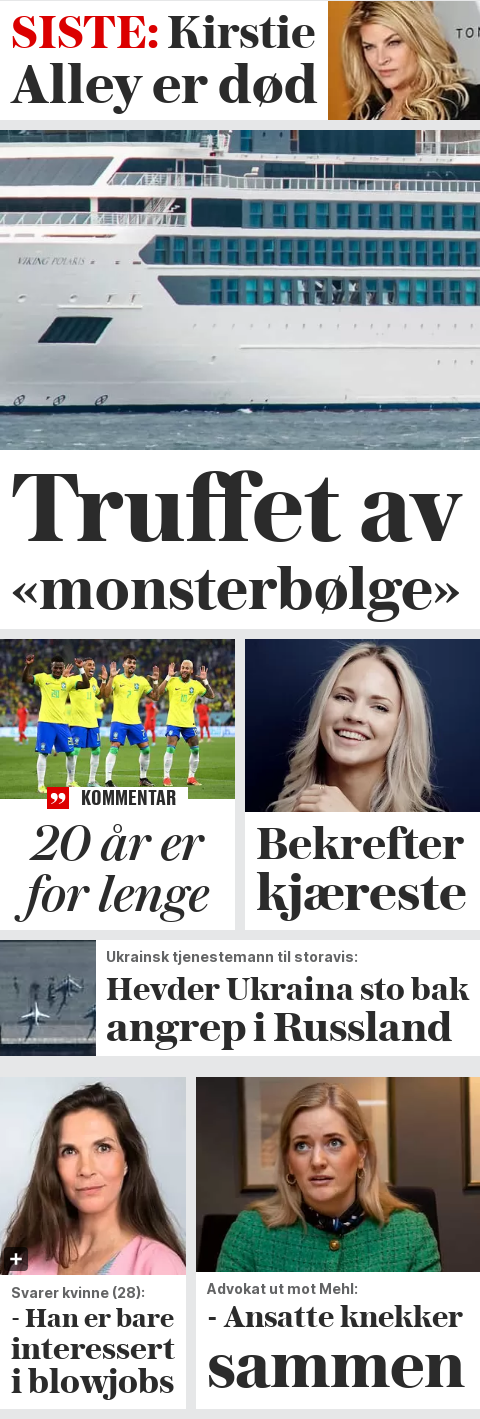 SISTE: Kirstie
Alley er død
TOM
VIKING POLARIS
Truffet av
«monsterbølge»
KOMMENTAR
20 år er
for lenge
Bekrefter
kjæreste
Ukrainsk tjenestemann til storavis:
Hevder Ukraina sto bak
angrep i Russland
Svarer kvinne (28):
- Han er bare
interessert
i blowjobs
Advokat ut mot Mehl:
- Ansatte knekker
sammen